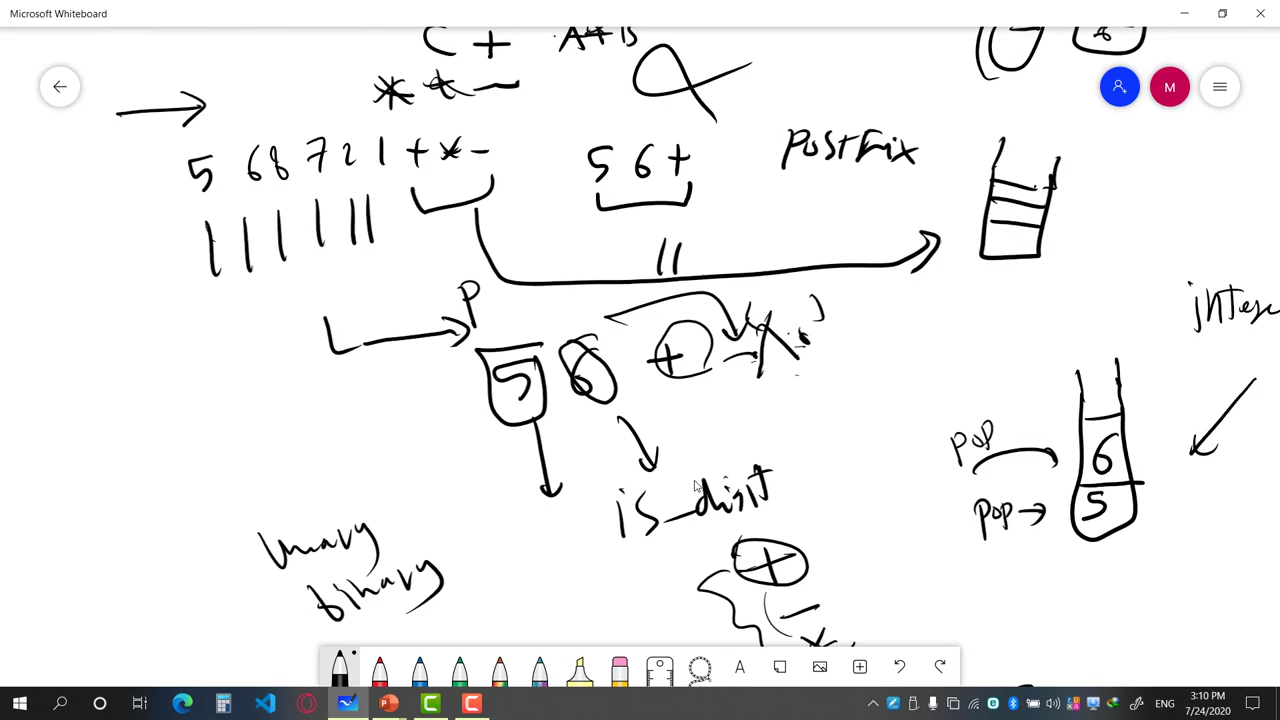 Microsoft Whiteboard
C +
A+B
M
* + -
5 6 8 7 2 1 + * -
5 6 +
Postfix
P
5 6 +
pop
6
pop → 5
is_digit
unary
binary
+
-
ENG
3:10 PM
7/24/2020